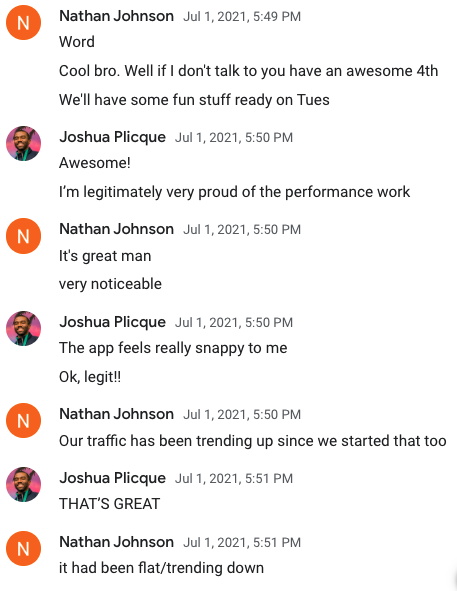 N
Nathan Johnson Jul 1, 2021, 5:49 PM
Word
Cool bro. Well if I don't talk to you have an awesome 4th
We'll have some fun stuff ready on Tues
Joshua Plicque Jul 1, 2021, 5:50 PM
Awesome!
I’m legitimately very proud of the performance work
N
Nathan Johnson Jul 1, 2021, 5:50 PM
It's great man
very noticeable
Joshua Plicque Jul 1, 2021, 5:50 PM
The app feels really snappy to me
Ok, legit!!
N
Nathan Johnson Jul 1, 2021, 5:50 PM
Our traffic has been trending up since we started that too
Joshua Plicque Jul 1, 2021, 5:51 PM
THAT’S GREAT
N
Nathan Johnson Jul 1, 2021, 5:51 PM
it had been flat/trending down